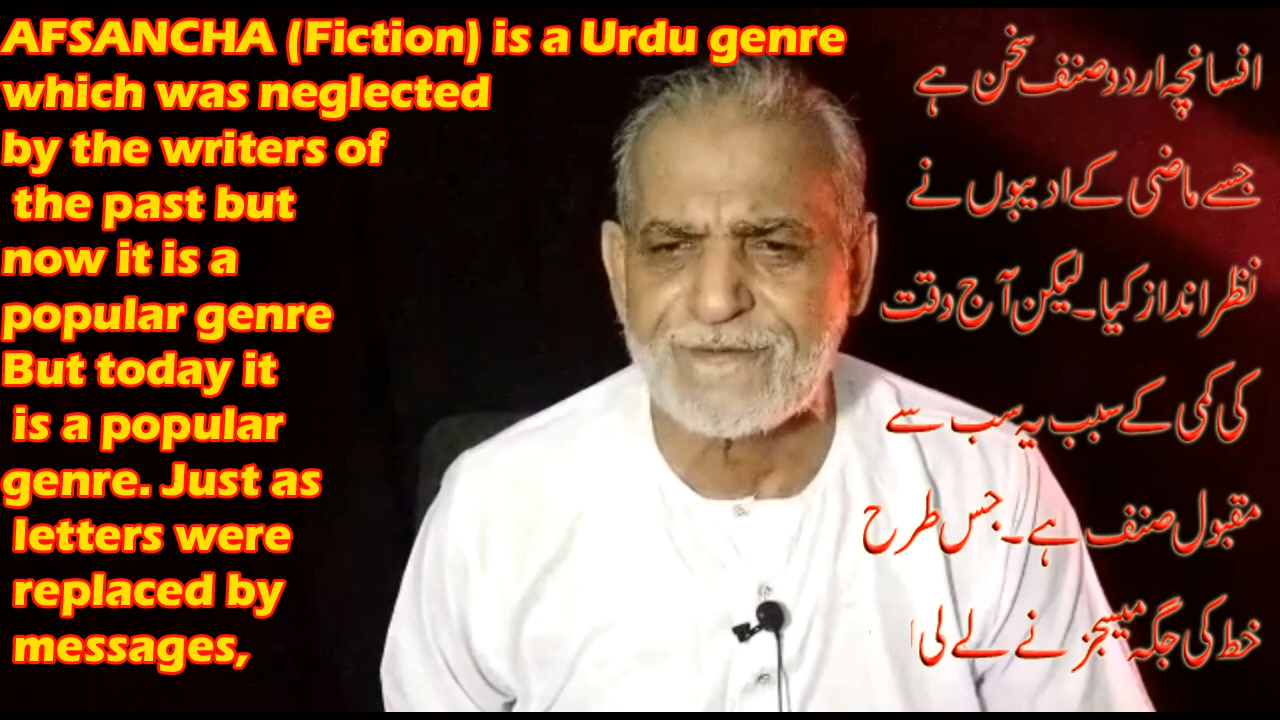 AFSANCHA (Fiction) is a Urdu genre
which was neglected
by the writers of
the past but
now it is a
popular genre
But today it
is a popular
genre. Just as
letters were
replaced by
messages,
افسانچہ اردو صنف سخن ہے
جسے ماضی کے ادیبوں نے
نظر انداز کیا۔ لیکن آج وقت
کی کمی کے سبب یہ سب سے
مقبول صنف ہے۔ جس طرح
خط کی جگہ میسجز نے لے لی